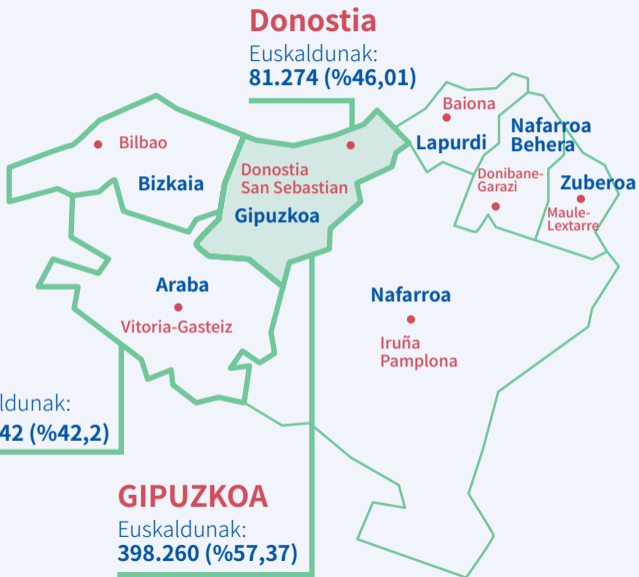 Donostia
Euskaldunak:
81.274 (%46,01)
Baiona
Lapurdi
Nafarroa
Behera
Bilbao
Bizkaia
Donostia
San Sebastian
Gipuzkoa
Donibane-
Garazi
Zuberoa
Maule-
Lextarre
Araba
Vitoria-Gasteiz
Nafarroa
Iruña
Pamplona
ldunak:
42 (%42,2)
GIPUZKOA
Euskaldunak:
398.260 (%57,37)